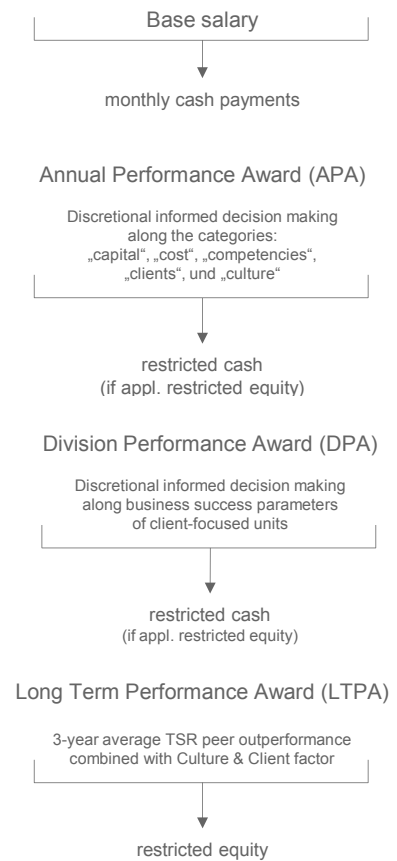 Base salary
monthly cash payments
Annual Performance Award (APA)
Discretional informed decision making
along the categories:
„capital“, „cost“, „competencies“,
„clients“, und „culture“
restricted cash
(if appl. restricted equity)
Division Performance Award (DPA)
Discretional informed decision making
along business success parameters
of client-focused units
restricted cash
(if appl. restricted equity)
Long Term Performance Award (LTPA)
3-year average TSR peer outperformance
combined with Culture & Client factor
restricted equity